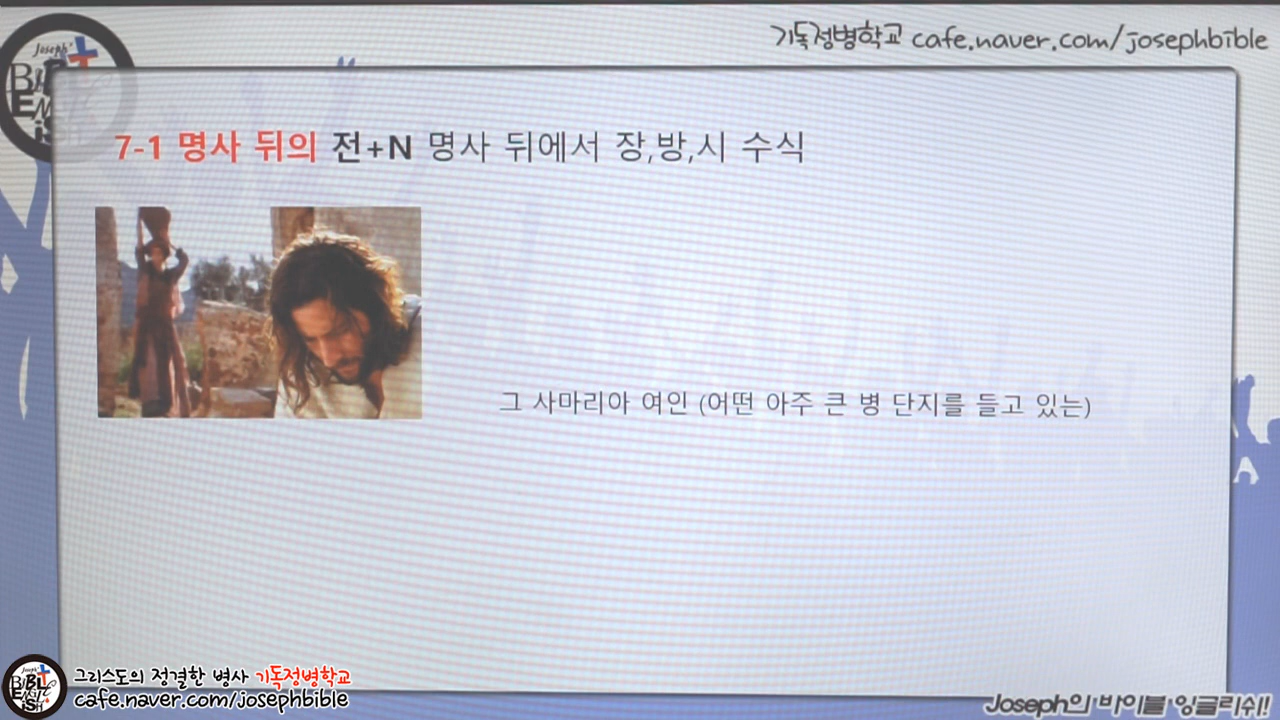 Joseph'
기독정병학교 cafe.naver.com/josephbible
7-1 명사 뒤의 전+N 명사 뒤에서 장,방,시 수식
그 사마리아 여인 (어떤 아주 큰 병 단지를 들고 있는)
그리스도의 정결한 병사 기독정병학교
cafe.naver.com/josephbible
Joseph의 바이블 잉글리쉬!